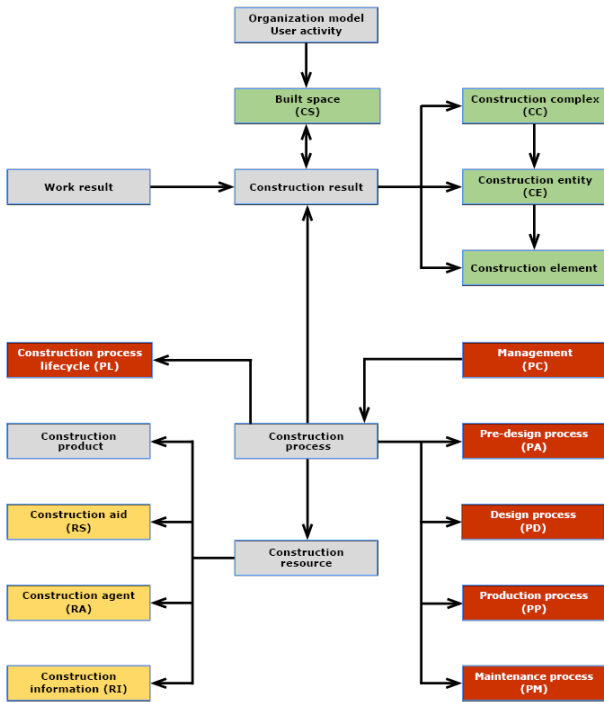 Organization model
User activity
Built space
(CS)
Construction complex
(CC)
Work result
Construction result
Construction entity
(CE)
Construction element
Construction process
lifecycle (PL)
Management
(PC)
Construction
product
Construction
process
Pre-design process
(PA)
Construction aid
(RS)
Design process
(PD)
Construction
resource
Construction agent
(RA)
Production process
(PP)
Construction
information (RI)
Maintenance process
(PM)